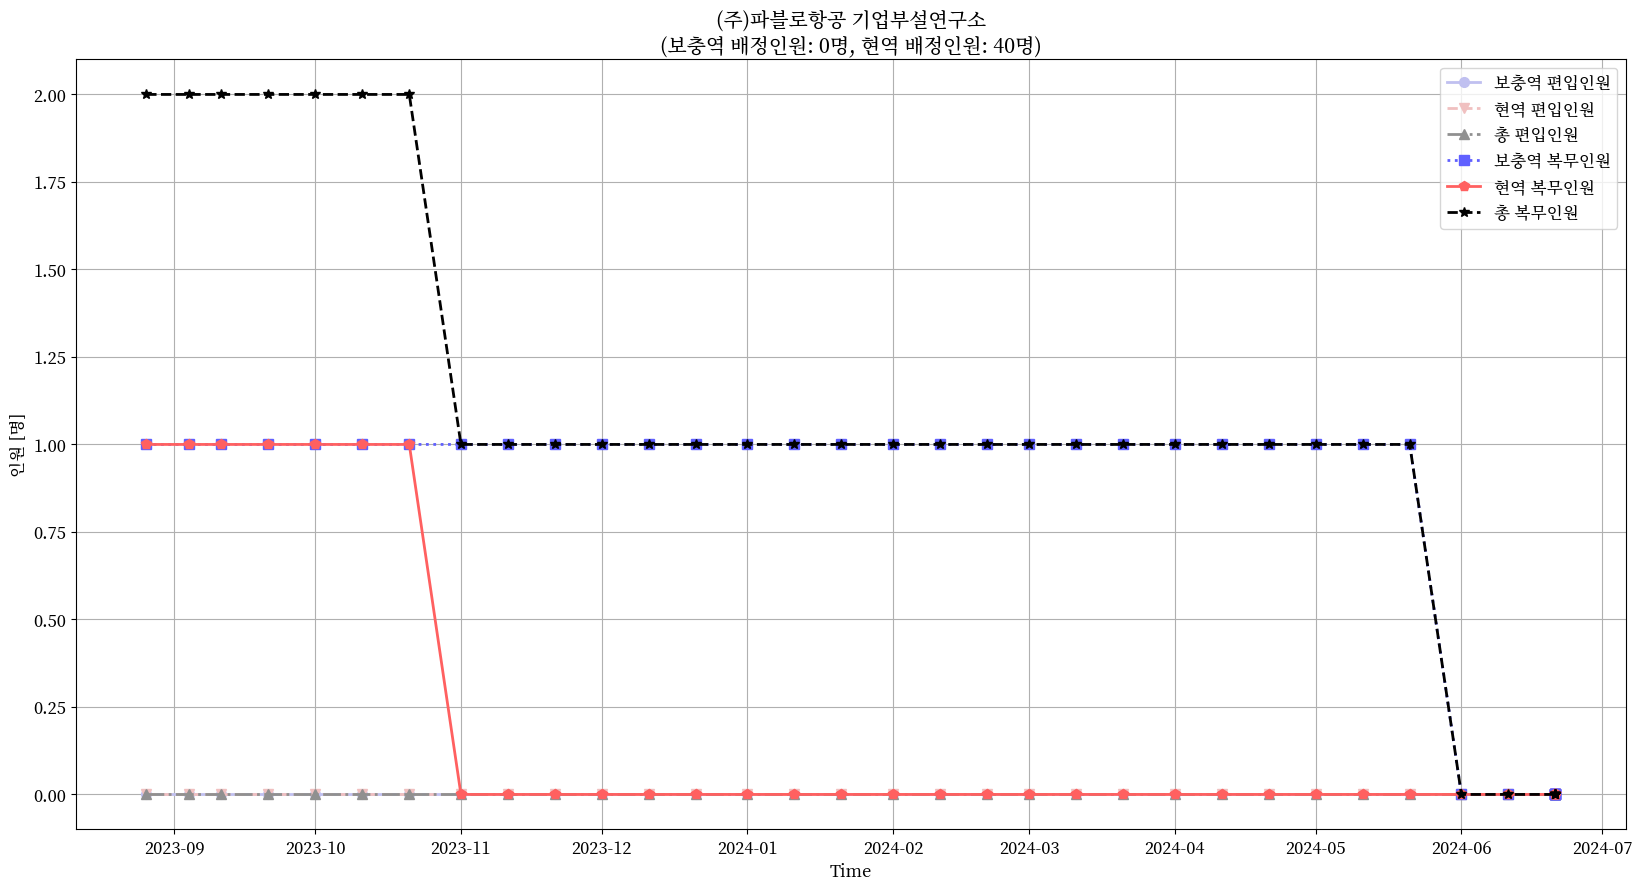 (주)파블로항공 기업부설연구소
(보충역 배정인원: 0명, 현역 배정인원: 40명)
보충역 편입인원
현역 편입인원
총 편입인원
보충역 복무인원
현역 복무인원
총 복무인원
인원 [명]
2.00
1.75
1.50
1.25
1.00
0.75
0.50
0.25
0.00
2023-09 2023-10 2023-11 2023-12 2024-01 2024-02 2024-03 2024-04 2024-05 2024-06 2024-07
Time